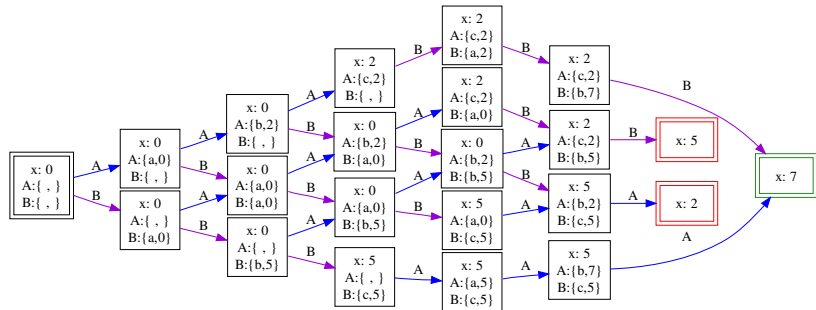 x: 0
A:{ , }
B:{ , }
A
B
x: 0
A:{a,0}
B:{ , }
x: 0
A:{ , }
B:{a,0}
A
B
A
B
x: 0
A:{b,2}
B:{ , }
x: 0
A:{a,0}
B:{a,0}
x: 0
A:{ , }
B:{b,5}
A
B
A
B
A
B
x: 2
A:{c,2}
B:{ , }
x: 0
A:{b,2}
B:{a,0}
x: 0
A:{a,0}
B:{b,5}
x: 5
A:{ , }
B:{c,5}
B
A
B
A
B
A
x: 2
A:{c,2}
B:{a,2}
x: 2
A:{c,2}
B:{a,0}
x: 0
A:{b,2}
B:{b,5}
x: 5
A:{a,0}
B:{c,5}
x: 5
A:{a,5}
B:{c,5}
B
B
A
B
A
A
x: 2
A:{c,2}
B:{b,7}
x: 2
A:{c,2}
B:{b,5}
x: 5
A:{b,2}
B:{c,5}
x: 5
A:{b,7}
B:{c,5}
B
B
A
A
x: 5
x: 2
x: 7